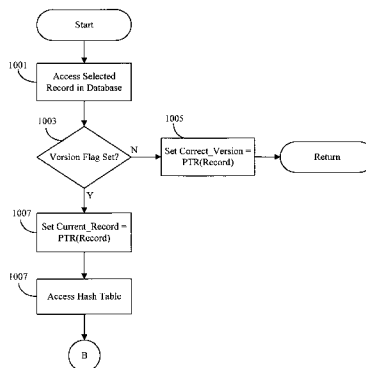 Start
1001
Access Selected
Record in Database
1003
Vorsion Flag Set?
N
1005
Set Correct_Version =
PTR(Record)
Return
Y
1007
Set Current_Record =
PTR(Record)
1007
Access Hash Table
B